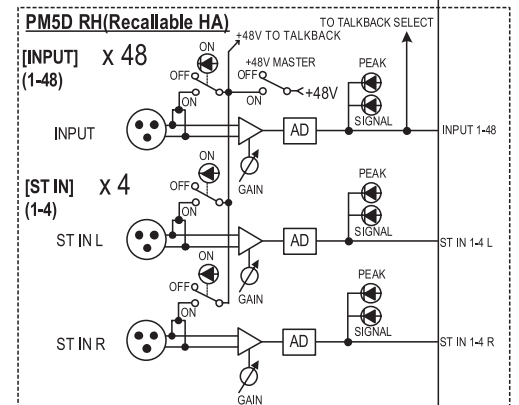 PM5D RH(Recallable HA)
TO TALKBACK SELECT
+48V TO TALKBACK
[INPUT] X 48
(1-48)
ON
OFF
ON
+48V MASTER
OFF
ON
+48V
PEAK
SIGNAL
INPUT
AD
INPUT 1-48
GAIN
[ST IN] X 4
(1-4)
ON
OFF
ON
PEAK
SIGNAL
ST IN L
AD
ST IN 1-4 L
GAIN
ON
OFF
ON
PEAK
SIGNAL
ST IN R
AD
ST IN 1-4 R
GAIN